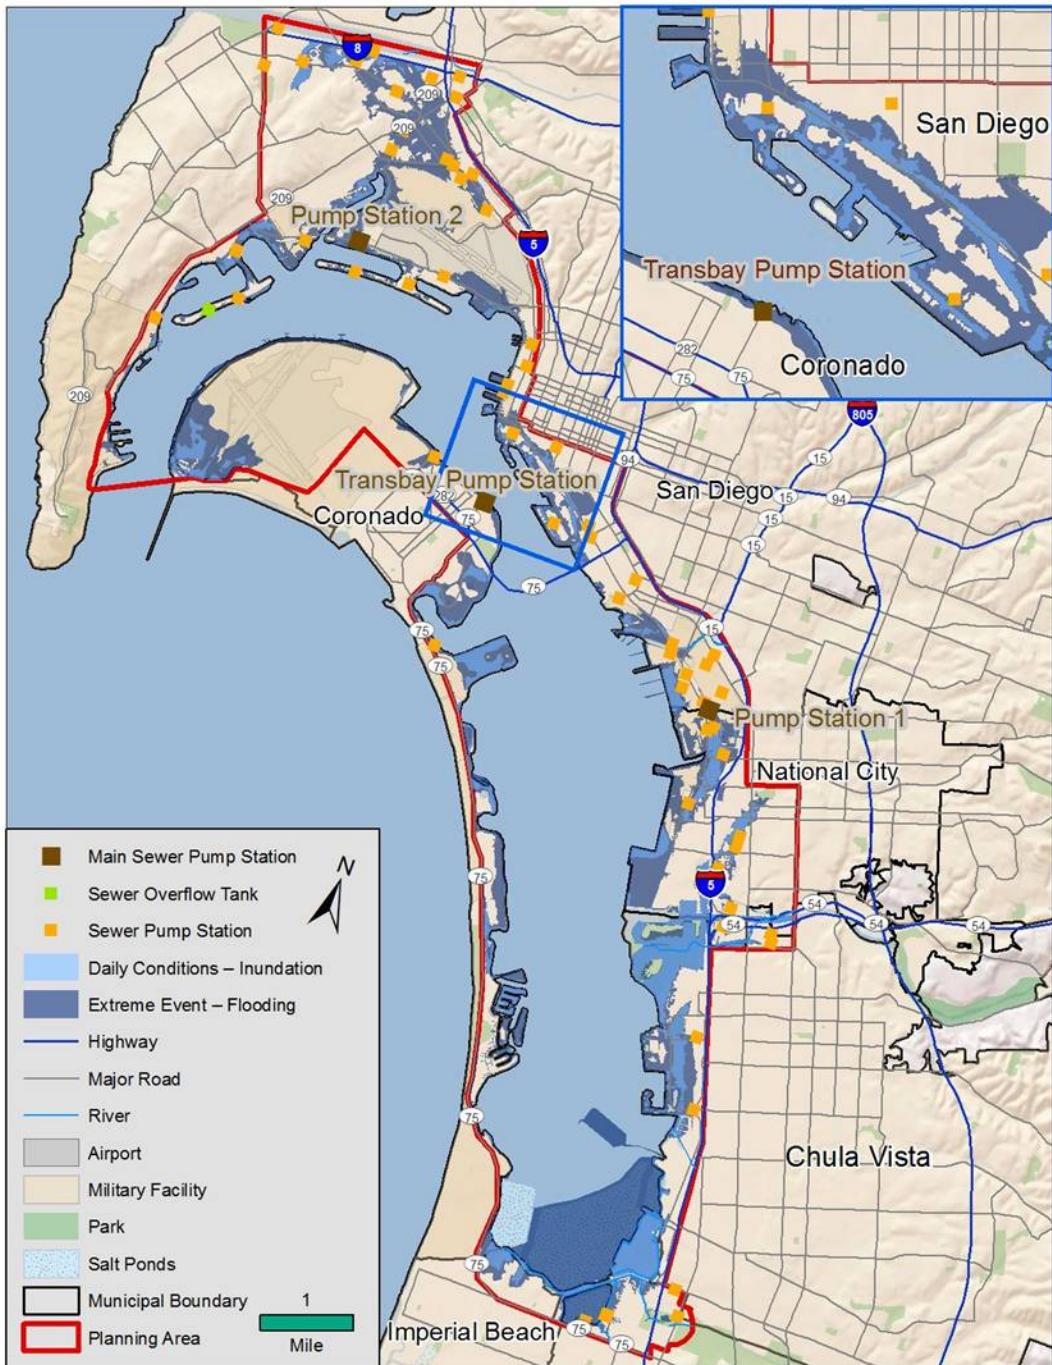 8
209
209
209
Pump Station 2
5
209
San Diego
Transbay Pump Station
Coronado
282
75
75
805
15
94
94
San Diego
15
15
15
Transbay Pump Station
282
75
Coronado
75
75
75
15
Pump Station 1
National City
75
5
54
54
54
54
75
Chula Vista
75
Imperial Beach
75
75
Main Sewer Pump Station
Sewer Overflow Tank
Sewer Pump Station
Daily Conditions – Inundation
Extreme Event – Flooding
Highway
Major Road
River
Airport
Military Facility
Park
Salt Ponds
Municipal Boundary
Planning Area
N
1
Mile